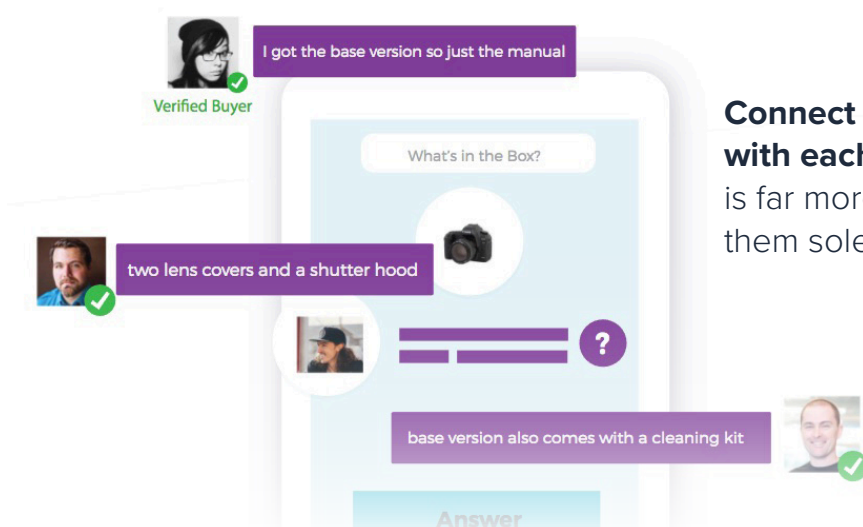 I got the base version so just the manual
Verified Buyer
What's in the Box?
Connect
with each
is far mor
them sole
two lens covers and a shutter hood
?
base version also comes with a cleaning kit
Answer